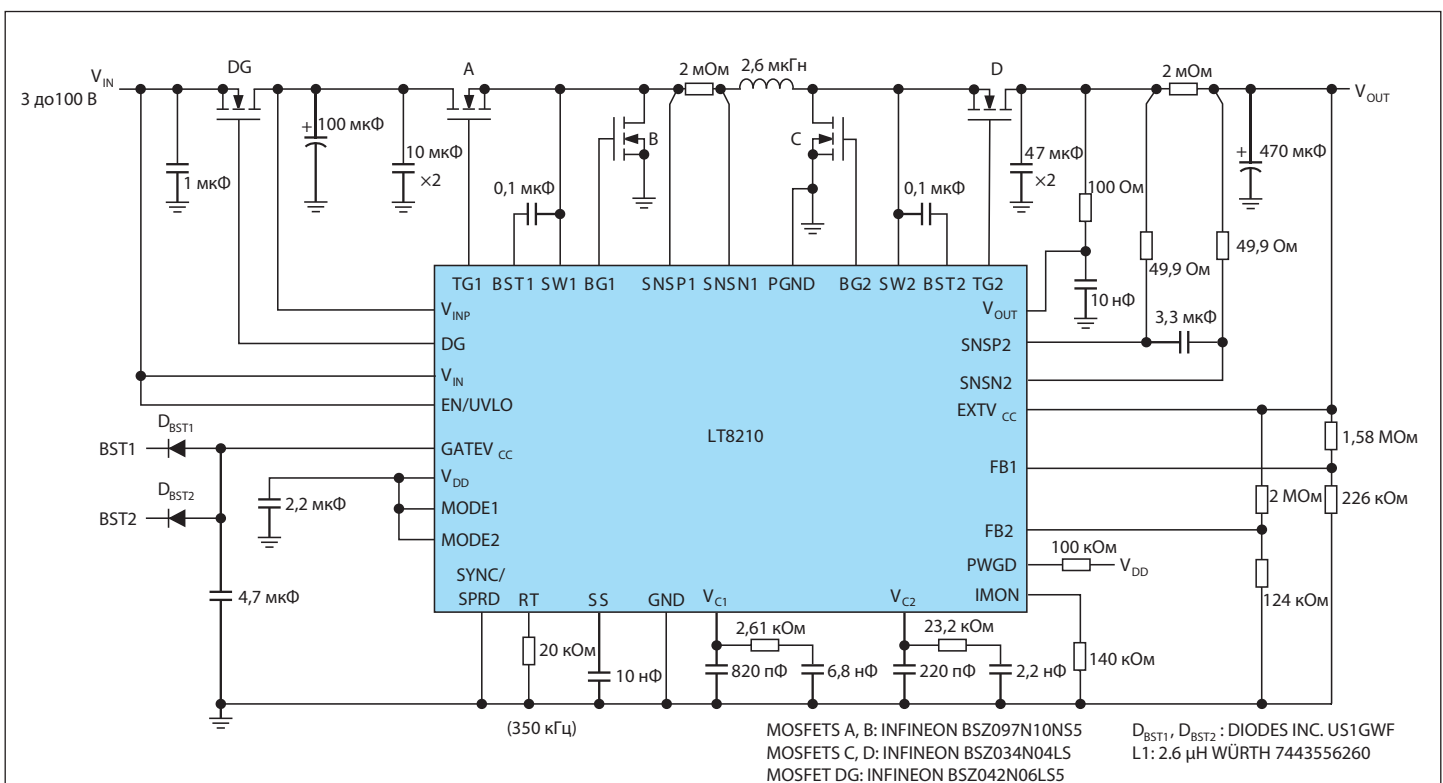 V_IN
3 до100 В
DG
A
2 мОм
2,6 мкГн
D
2 мОм
V_OUT
1 мкФ
+
100 мкФ
10 мкФ
×2
B
C
47 мкФ
×2
+
470 мкФ
0,1 мкФ
0,1 мкФ
100 Ом
49,9 Ом
49,9 Ом
10 нФ
3,3 мкФ
TG1 BST1 SW1 BG1 SNSP1 SNSN1 PGND BG2 SW2 BST2 TG2
V_INP
DG
V_IN
EN/UVLO
GATEV_CC
V_DD
MODE1
MODE2
SYNC/
SPRD
RT
SS
GND
V_C1
V_C2
LT8210
V_OUT
SNSP2
SNSN2
EXTV_CC
FB1
FB2
PWGD
IMON
BST1
D_BST1
BST2
D_BST2
2,2 мкФ
4,7 мкФ
1,58 МОм
2 МОм
226 кОм
100 кОм
V_DD
124 кОм
140 кОм
20 кОм
10 нФ
2,61 кОм
820 пФ
6,8 нФ
23,2 кОм
220 пФ
2,2 нФ
(350 кГц)
MOSFETS A, B: INFINEON BSZ097N10NS5
MOSFETS C, D: INFINEON BSZ034N04LS
MOSFET DG: INFINEON BSZ042N06LS5
D_BST1, D_BST2 : DIODES INC. US1GWF
L1: 2.6 µH WÜRTH 7443556260